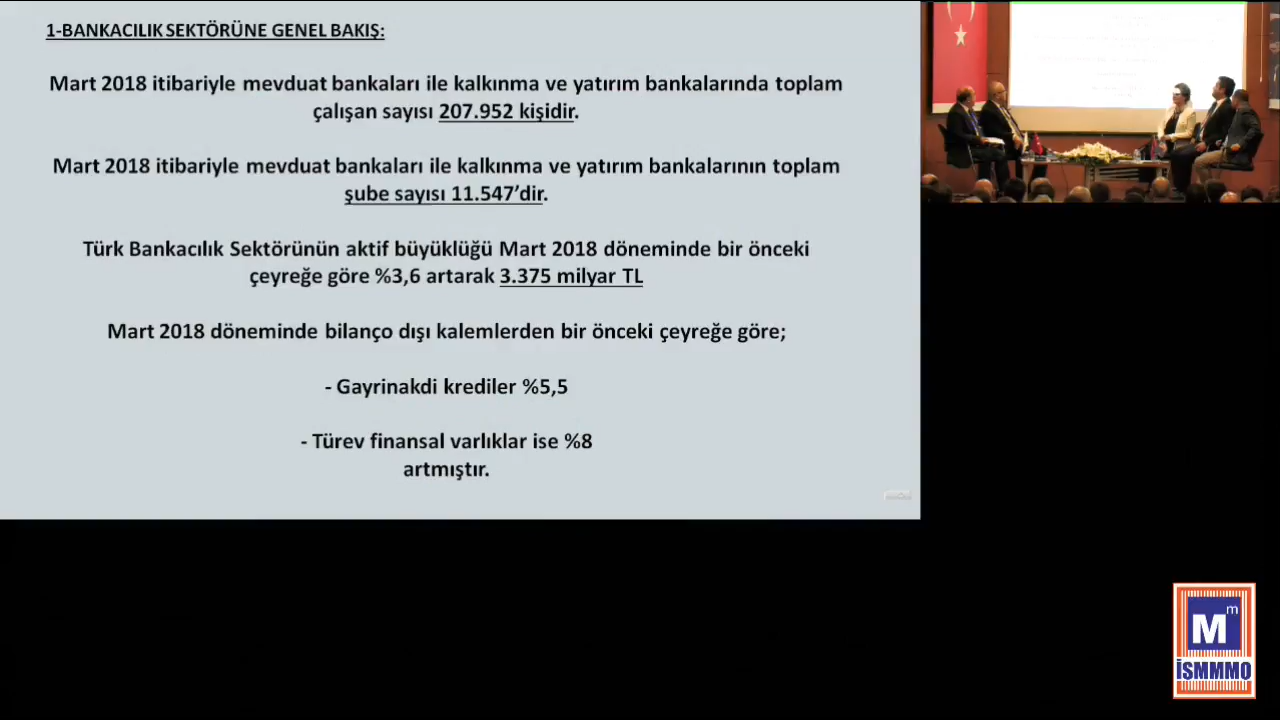 1-BANKACILIK SEKTÖRÜNE GENEL BAKIŞ:
Mart 2018 itibariyle mevduat bankaları ile kalkınma ve yatırım bankalarında toplam
çalışan sayısı 207.952 kişidir.
Mart 2018 itibariyle mevduat bankaları ile kalkınma ve yatırım bankalarının toplam
şube sayısı 11.547’dir.
Türk Bankacılık Sektörünün aktif büyüklüğü Mart 2018 döneminde bir önceki
çeyreğe göre %3,6 artarak 3.375 milyar TL
Mart 2018 döneminde bilanço dışı kalemlerden bir önceki çeyreğe göre;
- Gayrinakdi krediler %5,5
- Türev finansal varlıklar ise %8
artmıştır.
Mm
İSMMMO